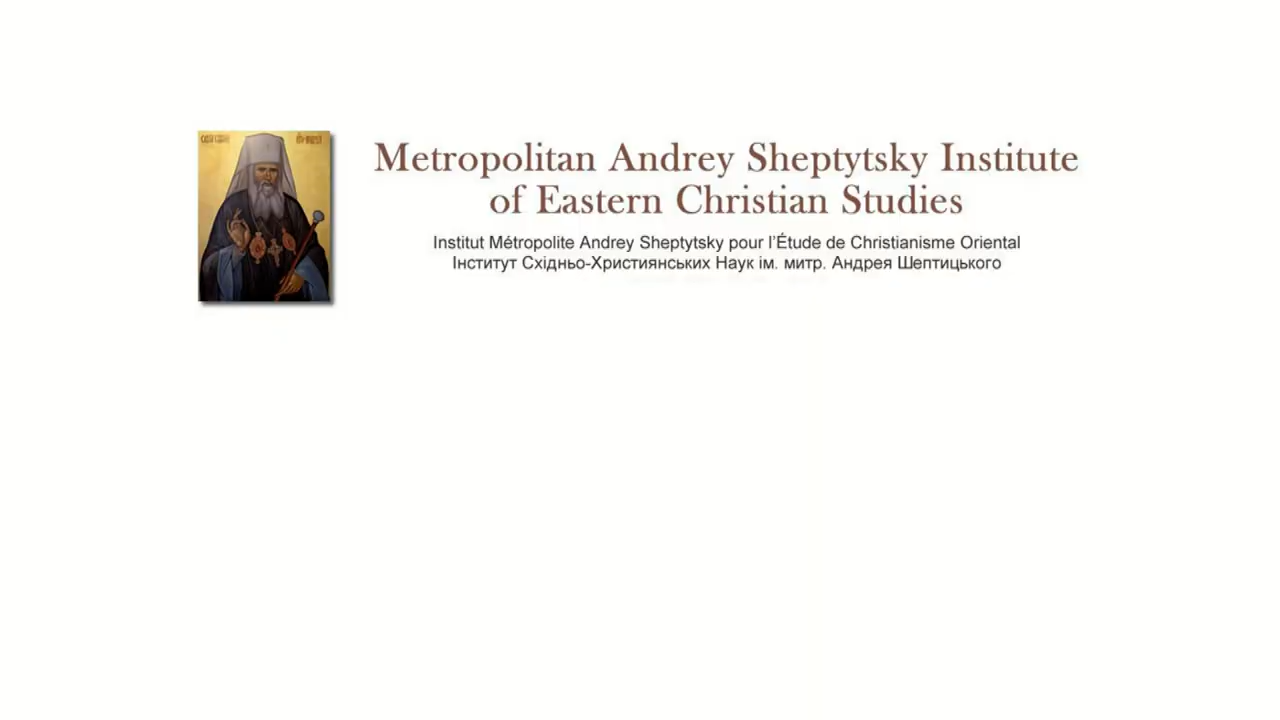 Metropolitan Andrey Sheptytsky Institute
of Eastern Christian Studies
Institut Métropolite Andrey Sheptytsky pour l’Étude de Christianisme Oriental
Інститут Східньо-Християнських Наук ім. митр. Андрея Шептицького